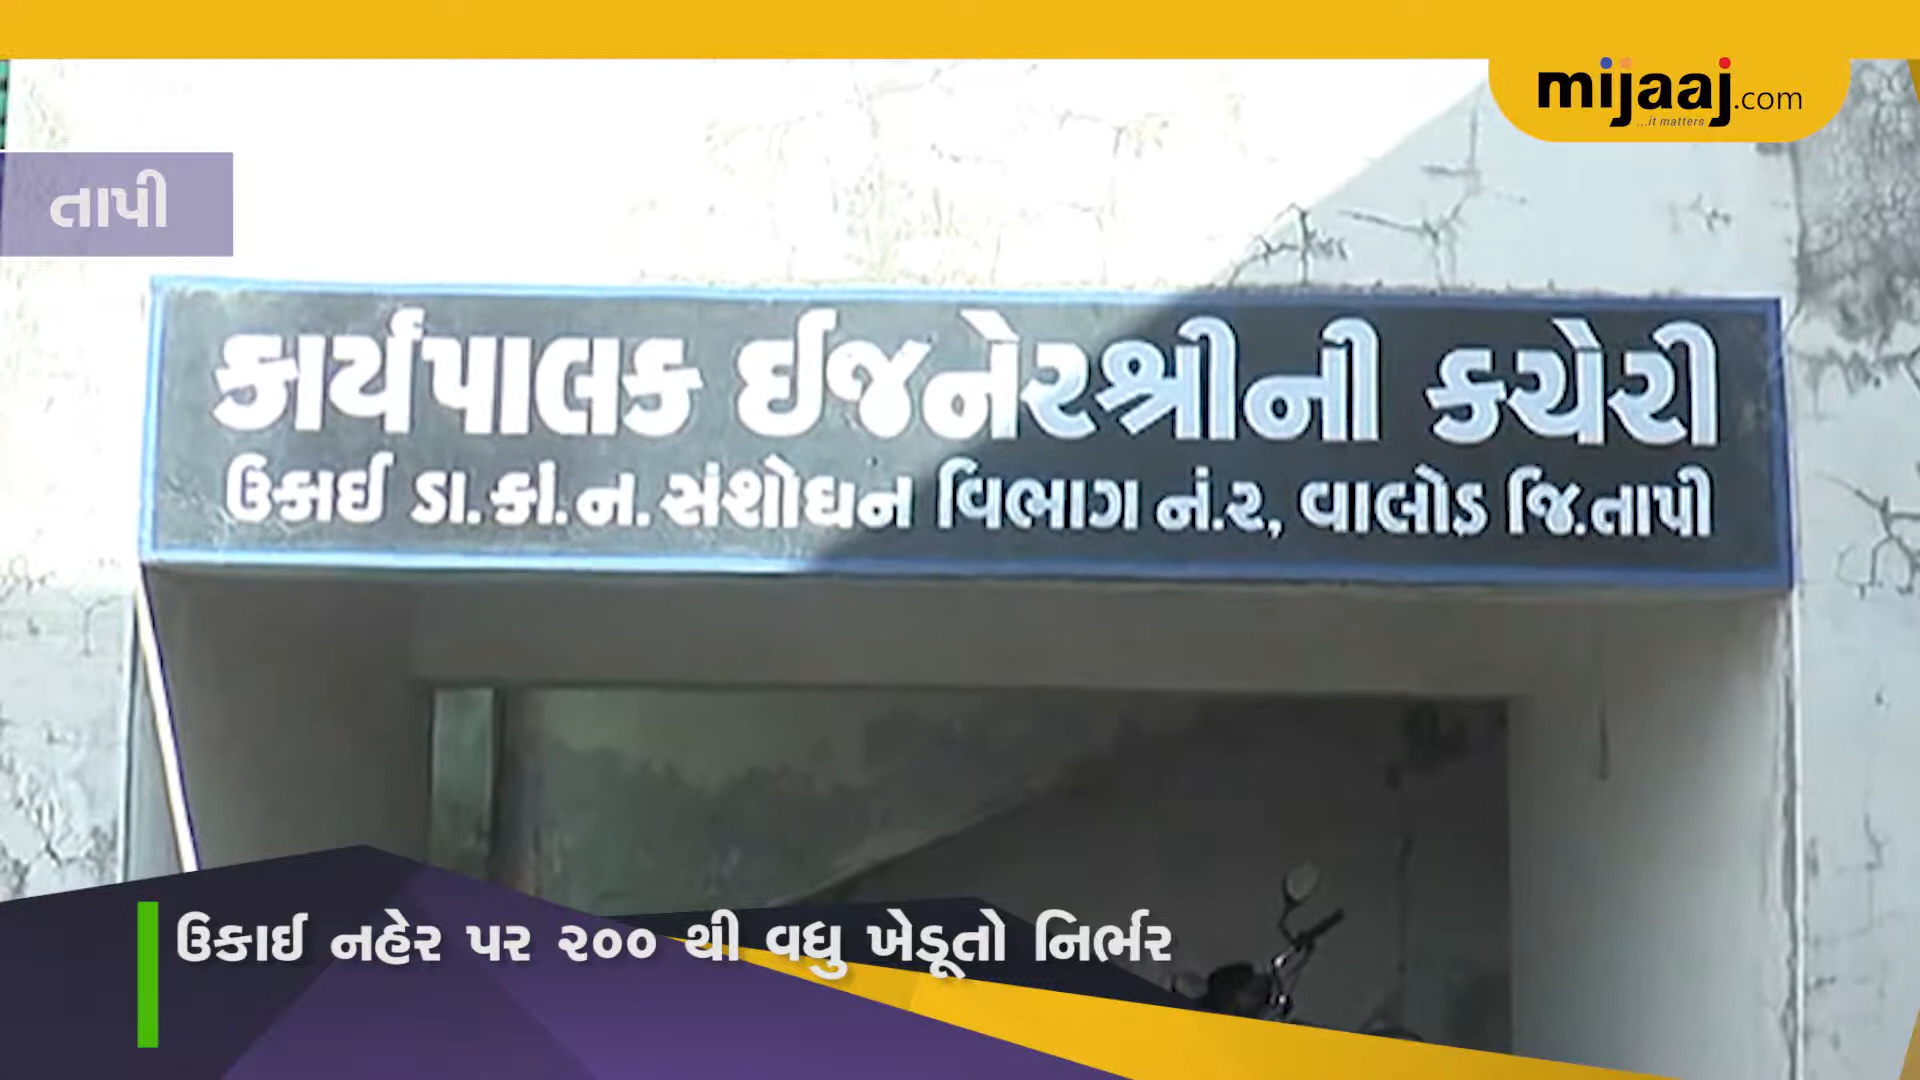 mijaaj.com
...it matters
તાપી
કાર્યપાલક ઈજનેરશ્રીની કચેરી
ઉકાઈ ડા.કાં.ન.સંશોધન વિભાગ નં.૨, વાલોડ જિ.તાપી
ઉકાઈ નહેર પર ૨૦૦ થી વધુ ખેડૂતો નિર્ભર